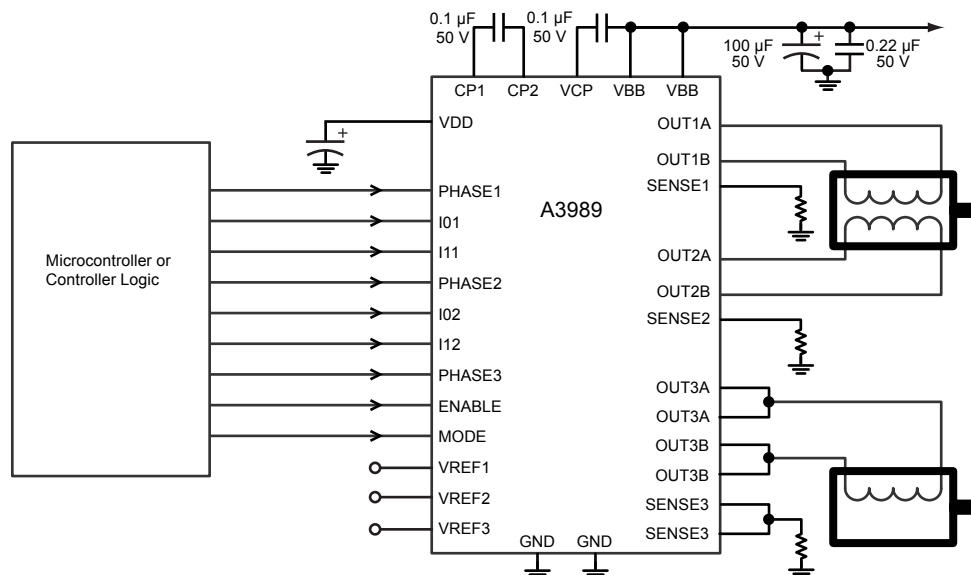 0.1 µF
50 V
0.1 µF
50 V
100 µF
50 V
+
0.22 µF
50 V
CP1
CP2
VCP
VBB
VBB
+
VDD
OUT1A
OUT1B
SENSE1
A3989
PHASE1
I01
I11
PHASE2
I02
I12
PHASE3
ENABLE
MODE
VREF1
VREF2
VREF3
Microcontroller or
Controller Logic
OUT2A
OUT2B
SENSE2
OUT3A
OUT3A
OUT3B
OUT3B
SENSE3
SENSE3
GND
GND